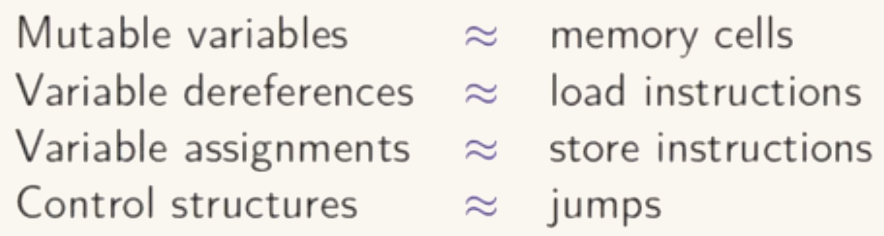 Mutable variables ≈ memory cells
Variable dereferences ≈ load instructions
Variable assignments ≈ store instructions
Control structures ≈ jumps